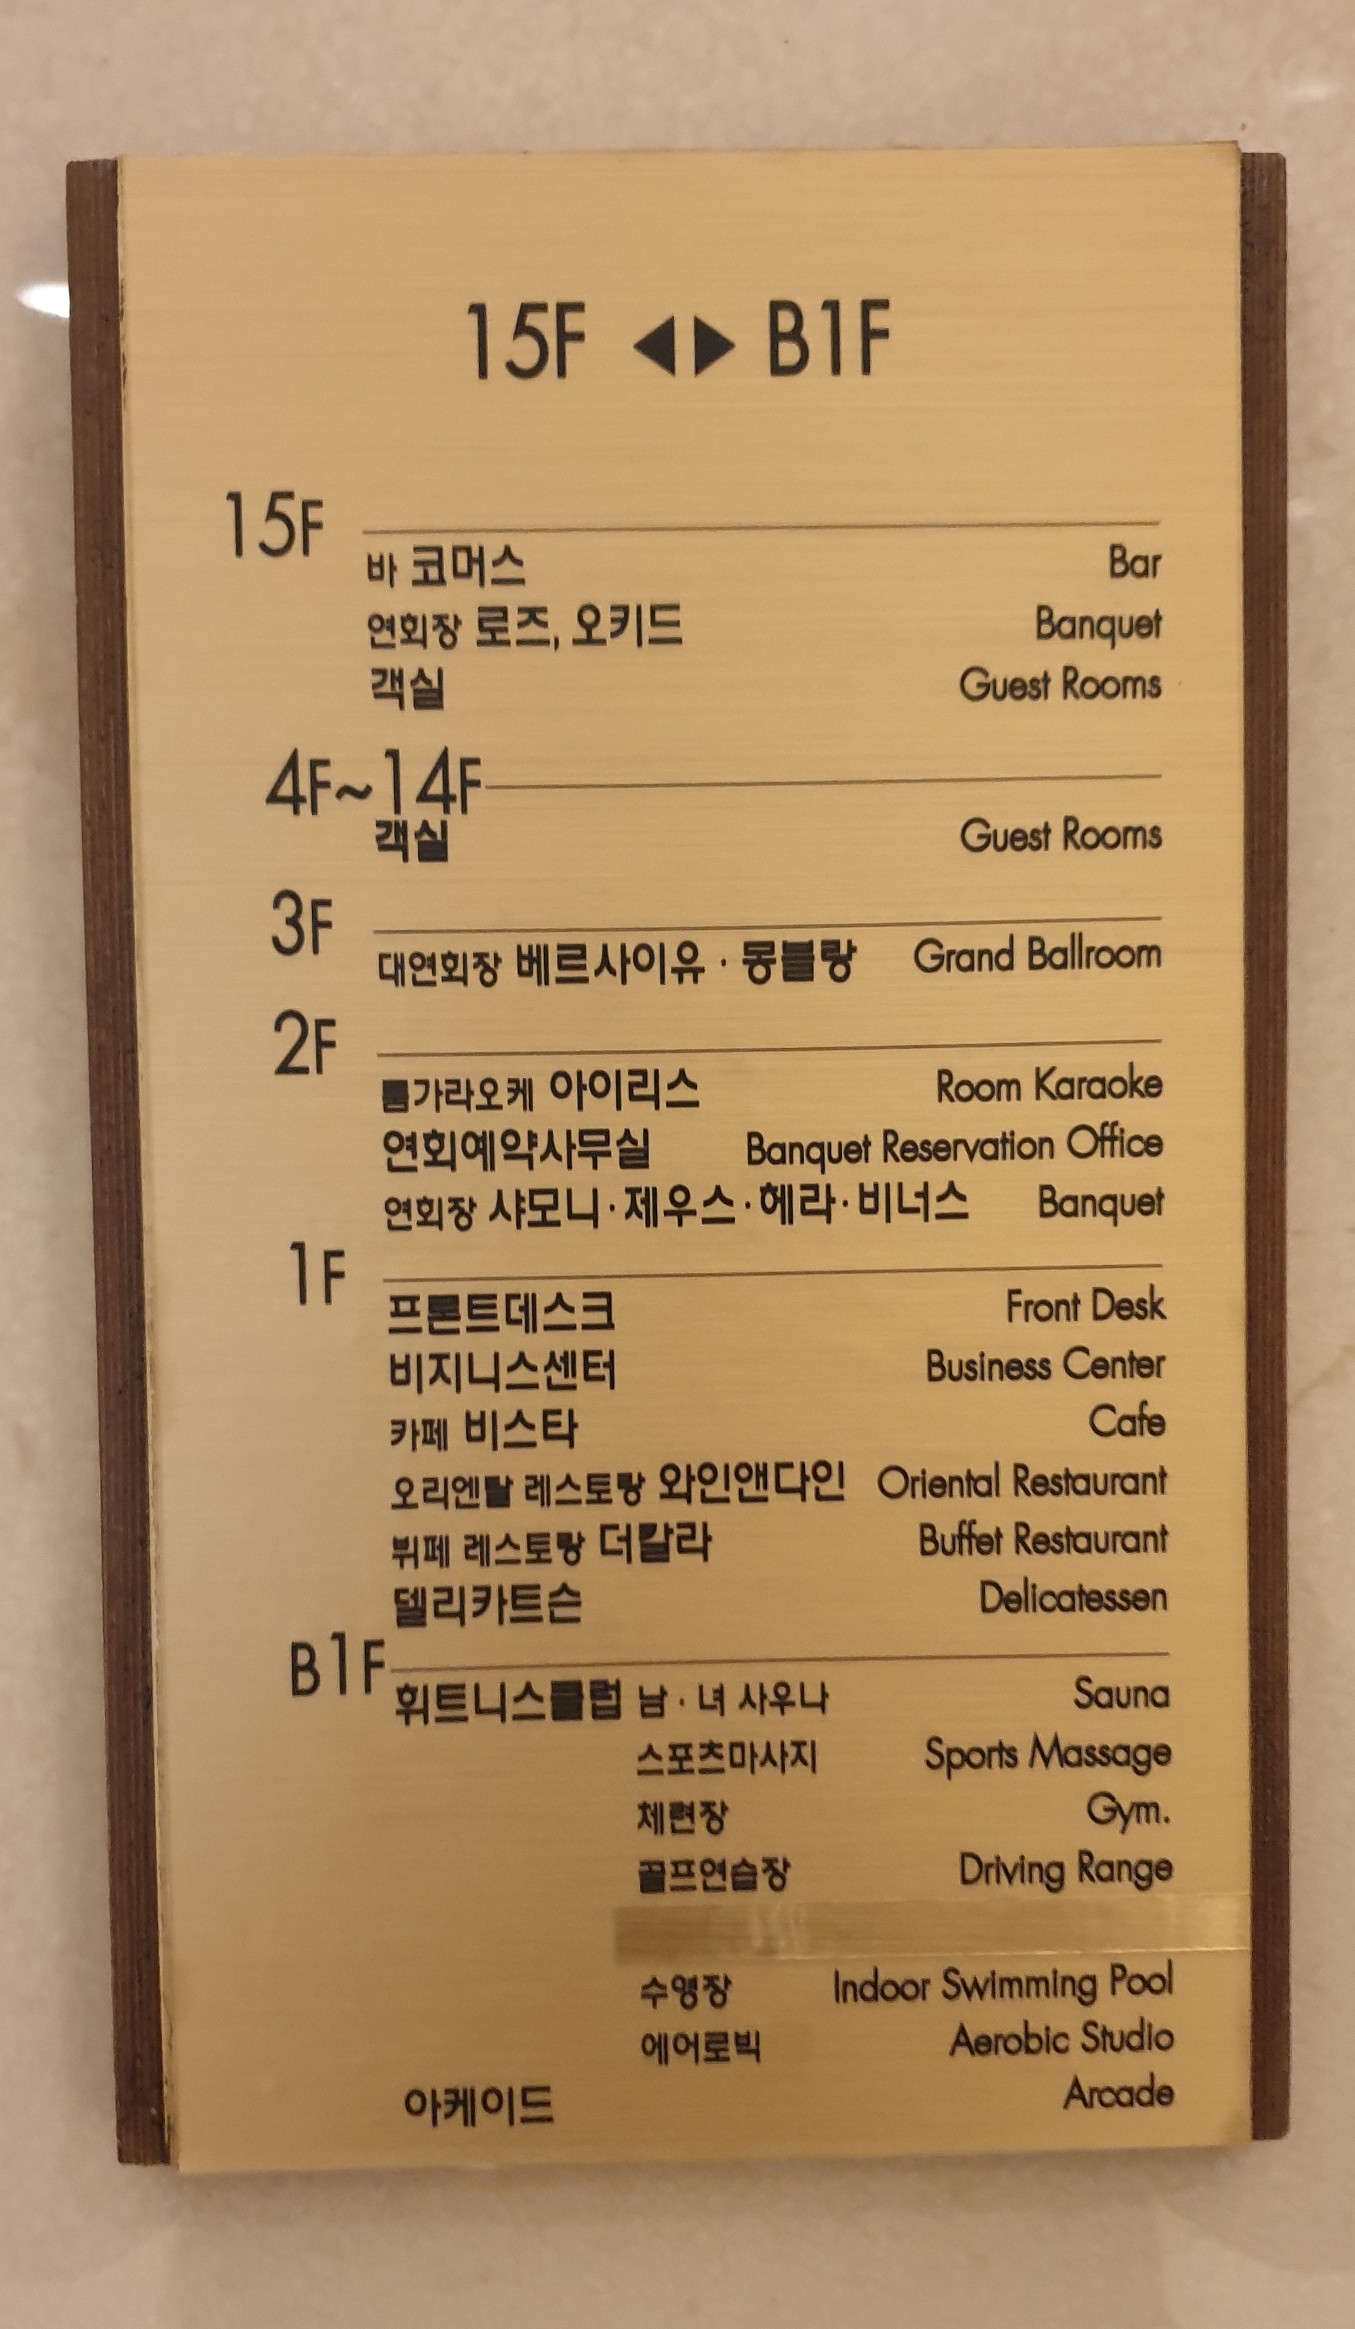 15F ◀▶ B1F
15F
바 코머스 Bar
연회장 로즈, 오키드 Banquet
객실 Guest Rooms
4F~14F
객실 Guest Rooms
3F
대연회장 베르사이유 · 몽블랑 Grand Ballroom
2F
룸가라오케 아이리스 Room Karaoke
연회예약사무실 Banquet Reservation Office
연회장 샤모니·제우스·헤라·비너스 Banquet
1F
프론트데스크 Front Desk
비지니스센터 Business Center
카페 비스타 Cafe
오리엔탈 레스토랑 와인앤다인 Oriental Restaurant
뷔페 레스토랑 더칼라 Buffet Restaurant
델리카트슨 Delicatessen
B1F
휘트니스클럽 남·녀 사우나 Sauna
스포츠마사지 Sports Massage
체련장 Gym.
골프연습장 Driving Range
수영장 Indoor Swimming Pool
에어로빅 Aerobic Studio
아케이드 Arcade